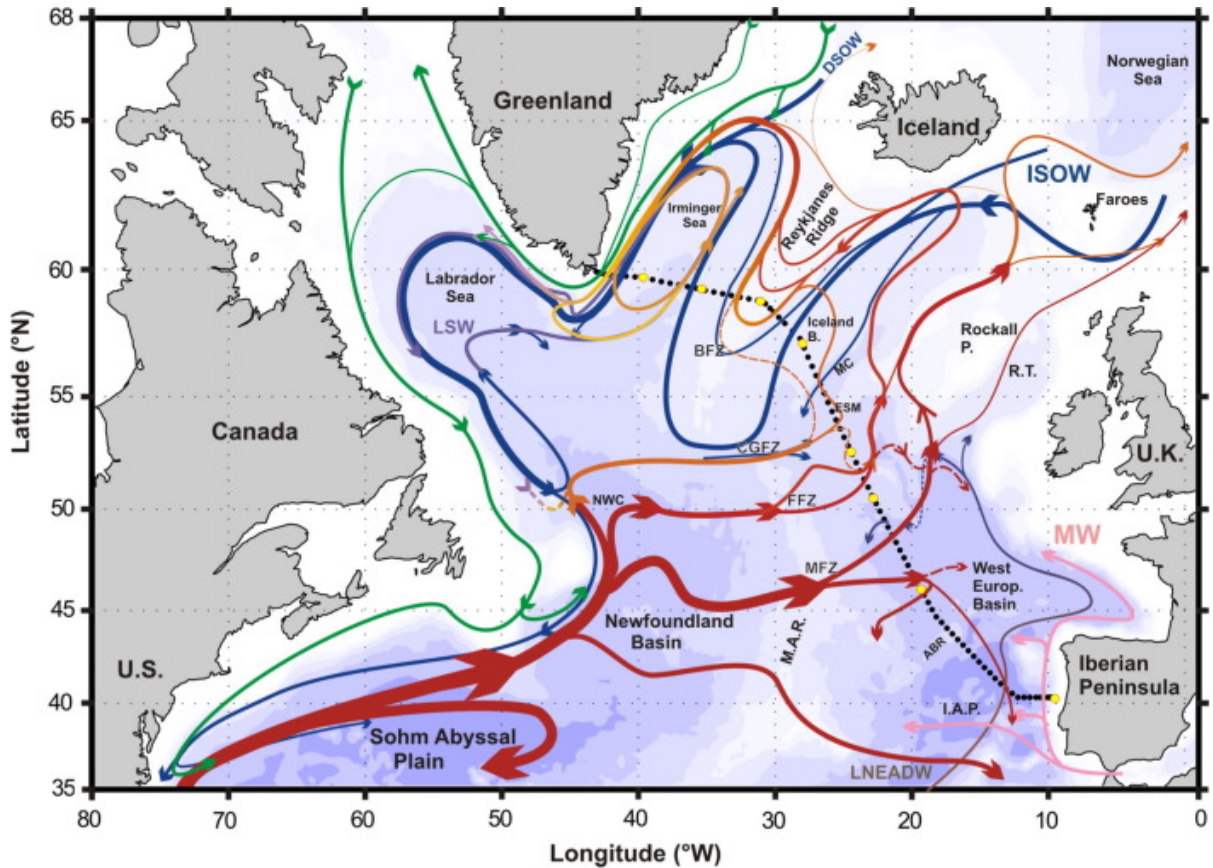 68
65
60
55
50
45
40
35
Latitude (°N)
80
70
60
50
40
30
20
10
0
Longitude (°W)
Greenland
DSOW
Norwegian
Sea
Iceland
ISOW
Faroes
Irminger
Sea
Reykjanes
Ridge
Labrador
Sea
LSW
Iceland
B.
Rockall
P.
BFZ
MC
R.T.
ESM
Canada
CGFZ
U.K.
NWC
FFZ
MW
MFZ
West
Europ.
Basin
Newfoundland
Basin
M.A.R.
ABR
U.S.
Iberian
Peninsula
I.A.P.
Sohm Abyssal
Plain
LNEADW